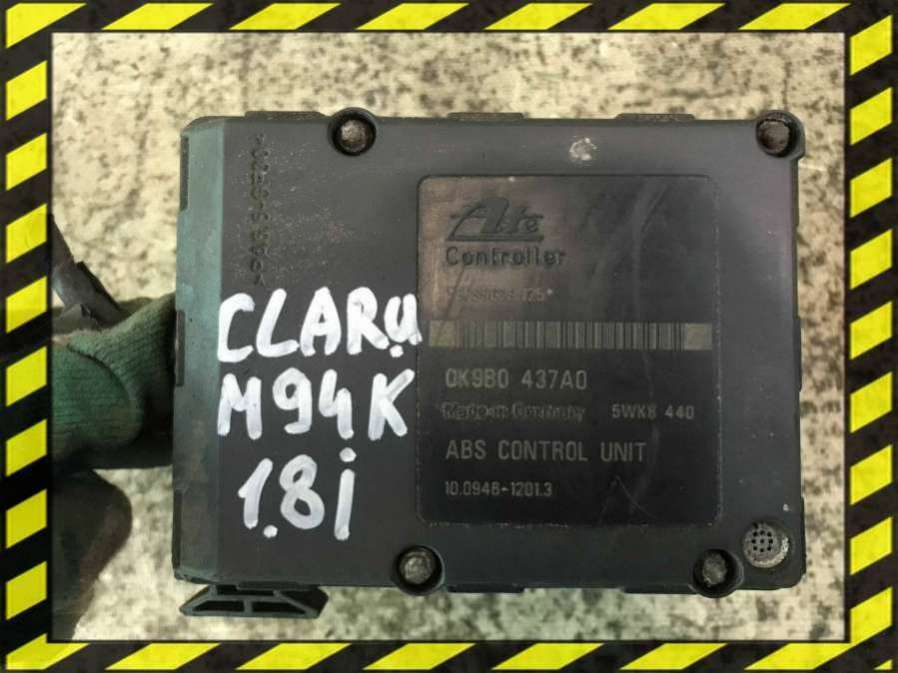 CLARU
M94K
1.8i
Ate
Controller
0K9B0 437A0
Made in Germany 5WK8 440
ABS CONTROL UNIT
10.0946-1201.3